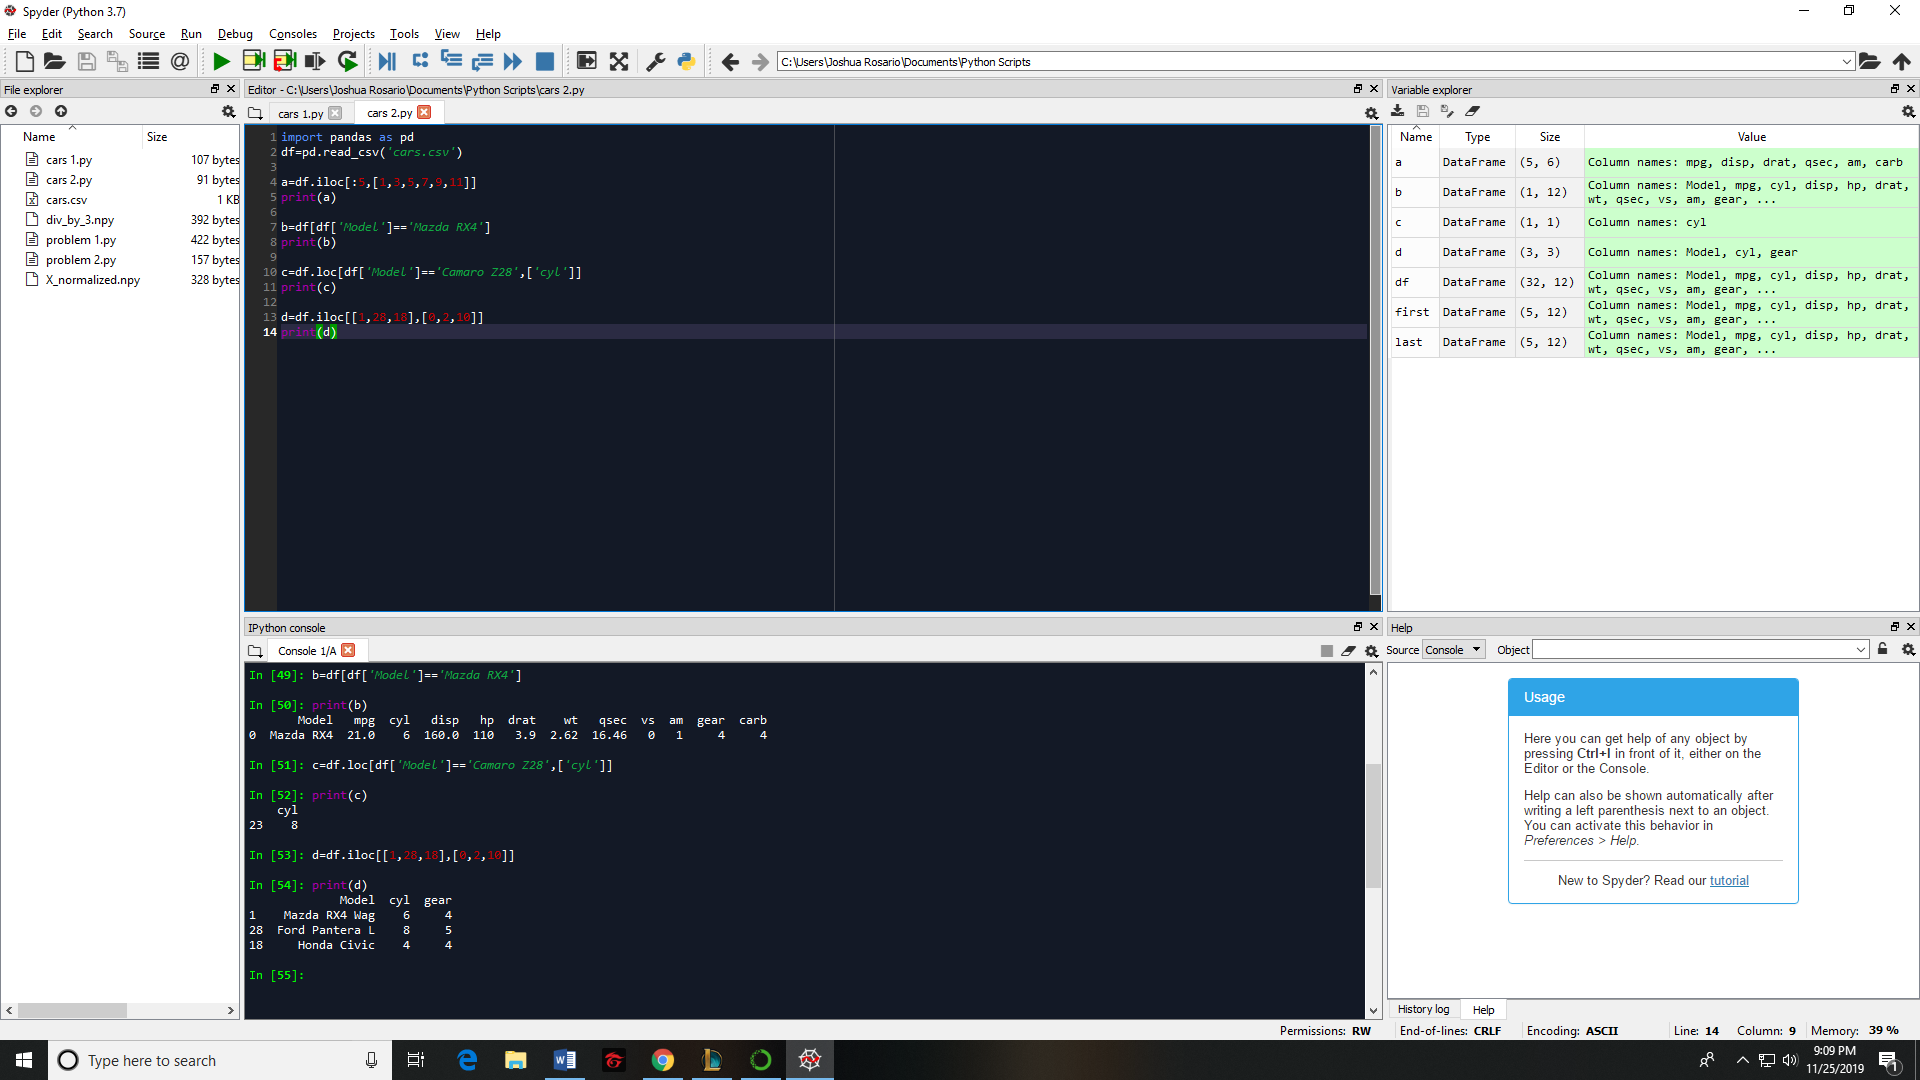 Spyder (Python 3.7)
File Edit Search Source Run Debug Consoles Projects Tools View Help
C:\Users\Joshua Rosario\Documents\Python Scripts
File explorer
Name Size
cars 1.py 107 bytes
cars 2.py 91 bytes
cars.csv 1 KB
div_by_3.npy 392 bytes
problem 1.py 422 bytes
problem 2.py 157 bytes
X_normalized.npy 328 bytes
Editor - C:\Users\Joshua Rosario\Documents\Python Scripts\cars 2.py
cars 1.py cars 2.py
1 import pandas as pd
2 df=pd.read_csv('cars.csv')
3
4 a=df.iloc[:5,[1,3,5,7,9,11]]
5 print(a)
6
7 b=df[df['Model']=='Mazda RX4']
8 print(b)
9
10 c=df.loc[df['Model']=='Camaro Z28',['cyl']]
11 print(c)
12
13 d=df.iloc[[1,28,18],[0,2,10]]
14 print(d)
IPython console
Console 1/A
In [49]: b=df[df['Model']=='Mazda RX4']
In [50]: print(b)
Model mpg cyl disp hp drat wt qsec vs am gear carb
0 Mazda RX4 21.0 6 160.0 110 3.9 2.62 16.46 0 1 4 4
In [51]: c=df.loc[df['Model']=='Camaro Z28',['cyl']]
In [52]: print(c)
cyl
23 8
In [53]: d=df.iloc[[1,28,18],[0,2,10]]
In [54]: print(d)
Model cyl gear
1 Mazda RX4 Wag 6 4
28 Ford Pantera L 8 5
18 Honda Civic 4 4
In [55]:
Variable explorer
Name Type Size Value
a DataFrame (5, 6) Column names: mpg, disp, drat, qsec, am, carb
b DataFrame (1, 12) Column names: Model, mpg, cyl, disp, hp, drat,
wt, qsec, vs, am, gear, ...
c DataFrame (1, 1) Column names: cyl
d DataFrame (3, 3) Column names: Model, cyl, gear
df DataFrame (32, 12) Column names: Model, mpg, cyl, disp, hp, drat,
wt, qsec, vs, am, gear, ...
first DataFrame (5, 12) Column names: Model, mpg, cyl, disp, hp, drat,
wt, qsec, vs, am, gear, ...
last DataFrame (5, 12) Column names: Model, mpg, cyl, disp, hp, drat,
wt, qsec, vs, am, gear, ...
Help
Source Console Object
Usage
Here you can get help of any object by
pressing Ctrl+I in front of it, either on the
Editor or the Console.
Help can also be shown automatically after
writing a left parenthesis next to an object.
You can activate this behavior in
Preferences > Help.
New to Spyder? Read our tutorial
History log Help
Permissions: RW End-of-lines: CRLF Encoding: ASCII Line: 14 Column: 9 Memory: 39 %
Type here to search
9:09 PM
11/25/2019
1